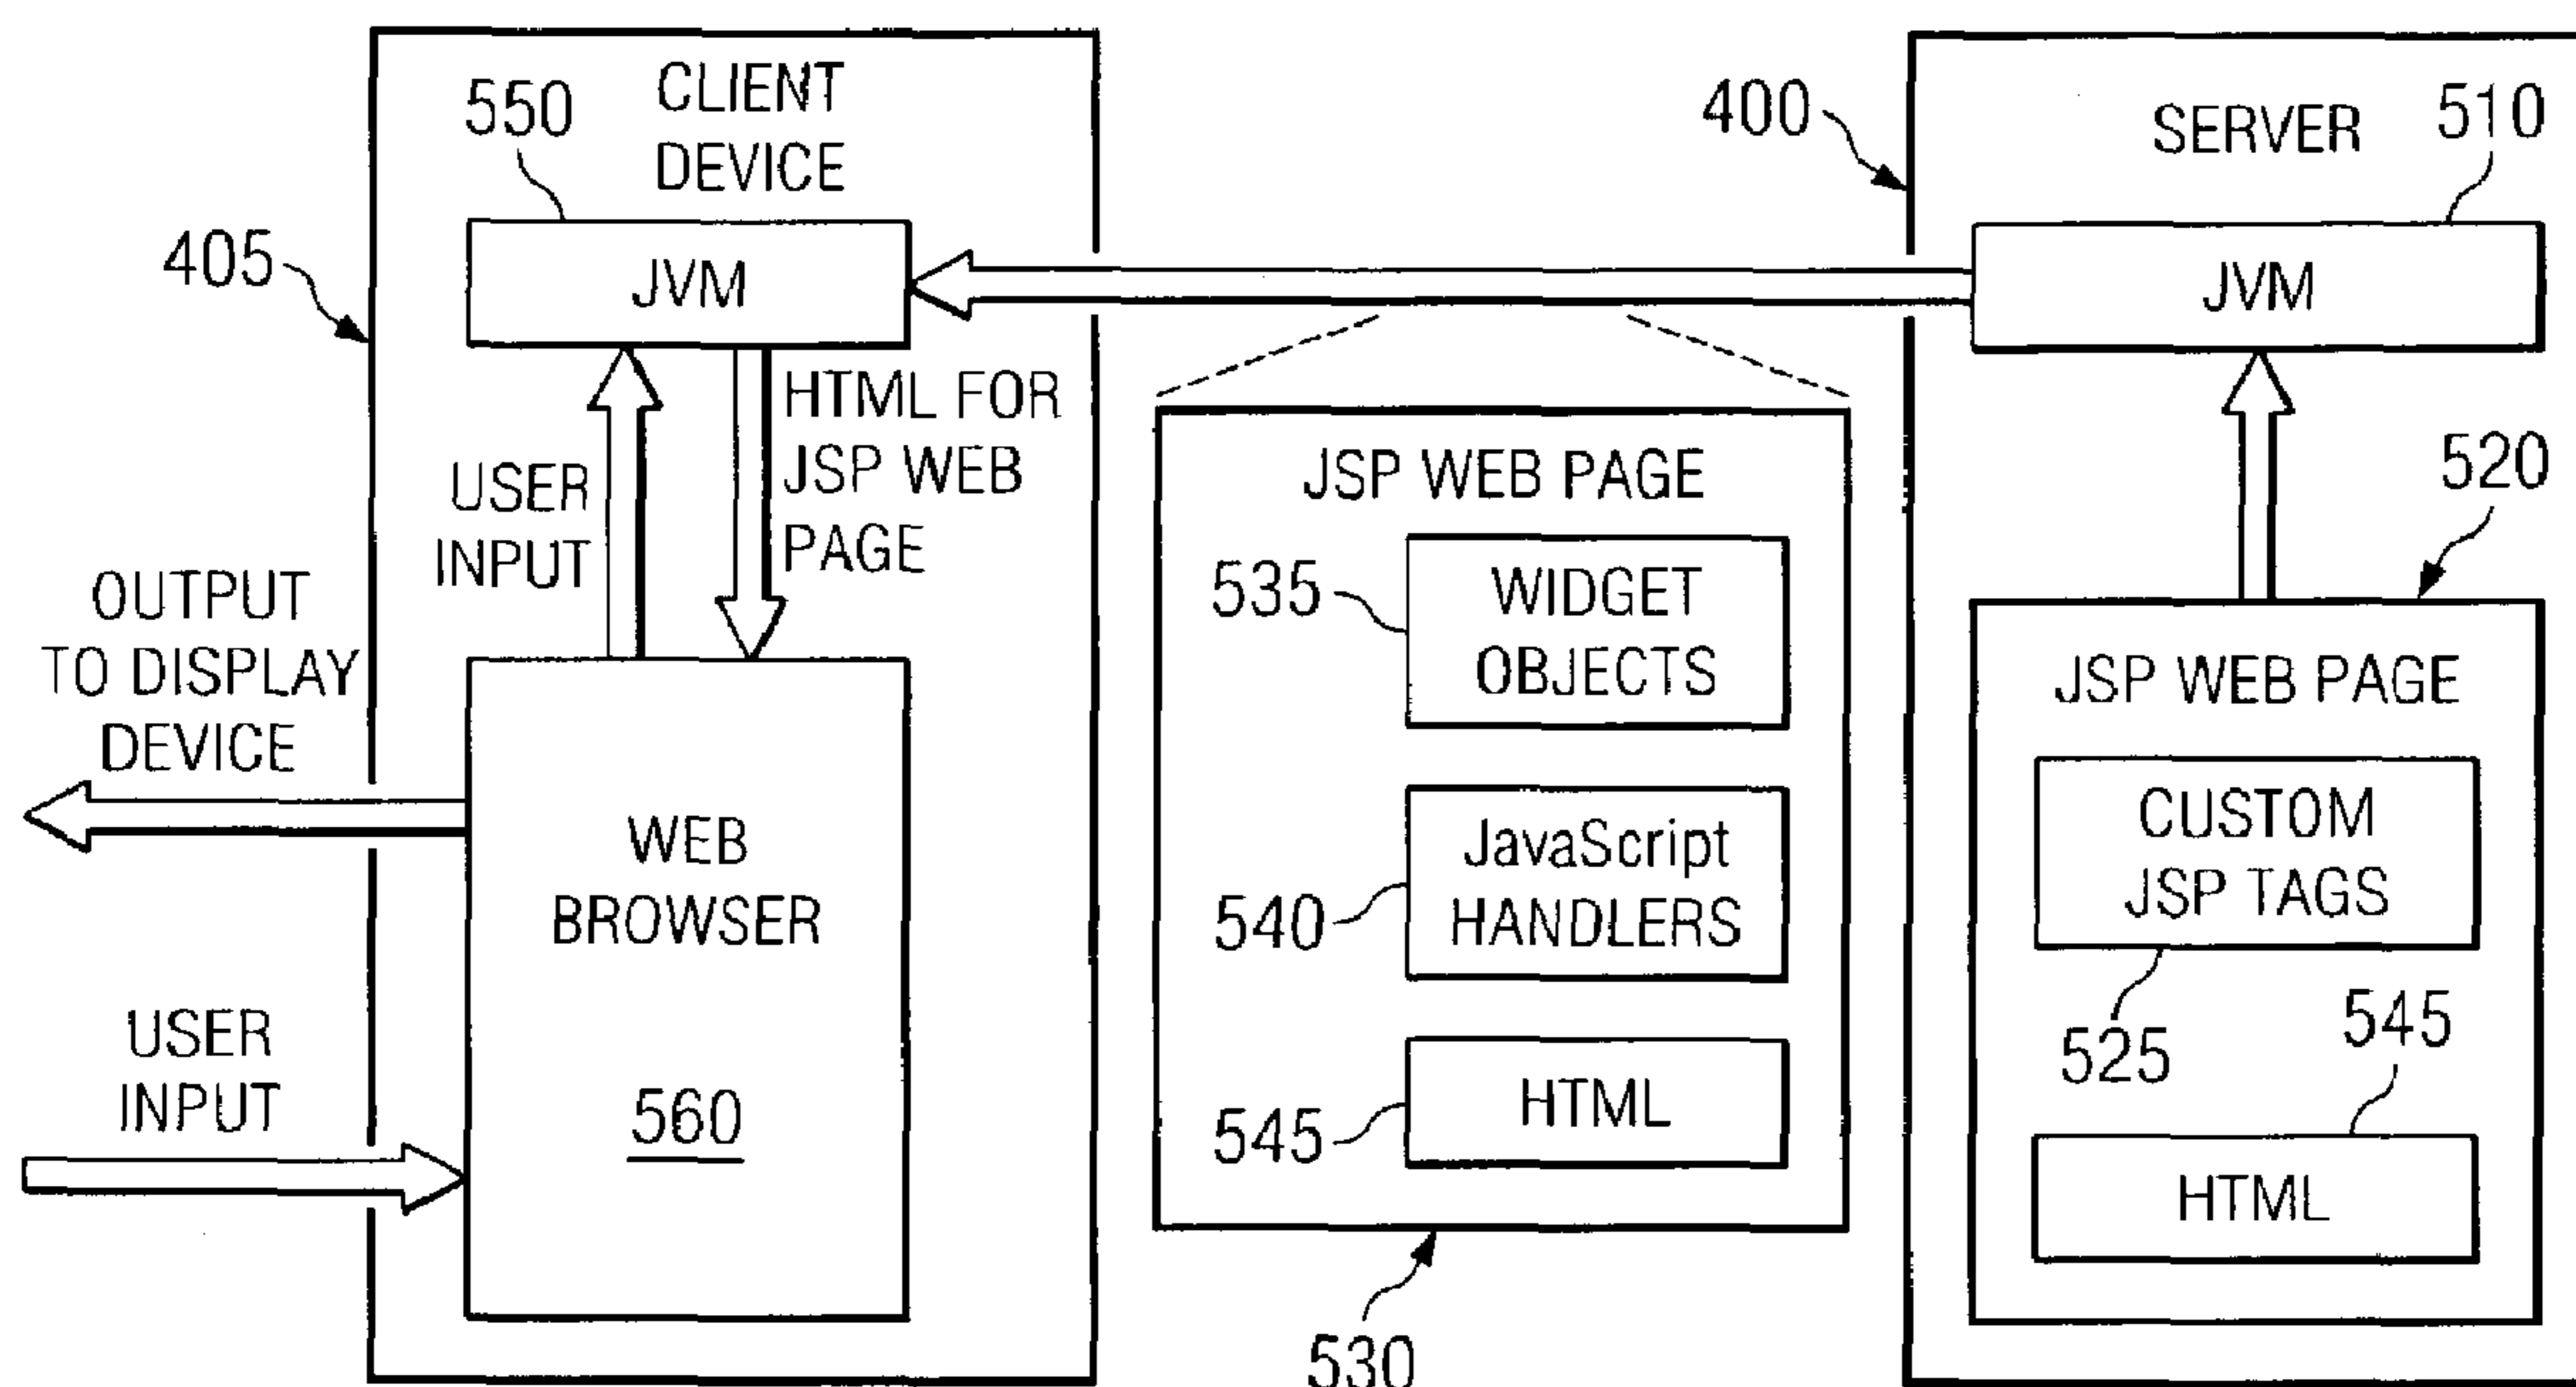 CLIENT
DEVICE
550
405
JVM
USER
INPUT
HTML FOR
JSP WEB
PAGE
OUTPUT
TO DISPLAY
DEVICE
WEB
BROWSER
560
USER
INPUT
JSP WEB PAGE
535
WIDGET
OBJECTS
540
JavaScript
HANDLERS
545
HTML
530
400
SERVER
510
JVM
520
JSP WEB PAGE
CUSTOM
JSP TAGS
525
545
HTML